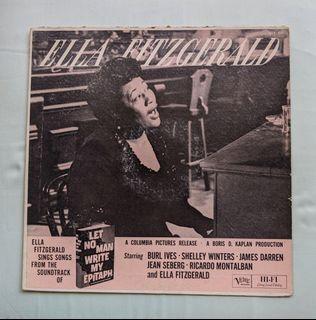 ELLA FITZGERALD
ELLA
FITZGERALD
SINGS SONGS
FROM THE
SOUNDTRACK
OF
LET
NO MAN
WRITE
MY
EPITAPH
A COLUMBIA PICTURES RELEASE · A BORIS D. KAPLAN PRODUCTION
Starring BURL IVES · SHELLEY WINTERS · JAMES DARREN
JEAN SEBERG · RICARDO MONTALBAN
and ELLA FITZGERALD
VERVE
HI-FI